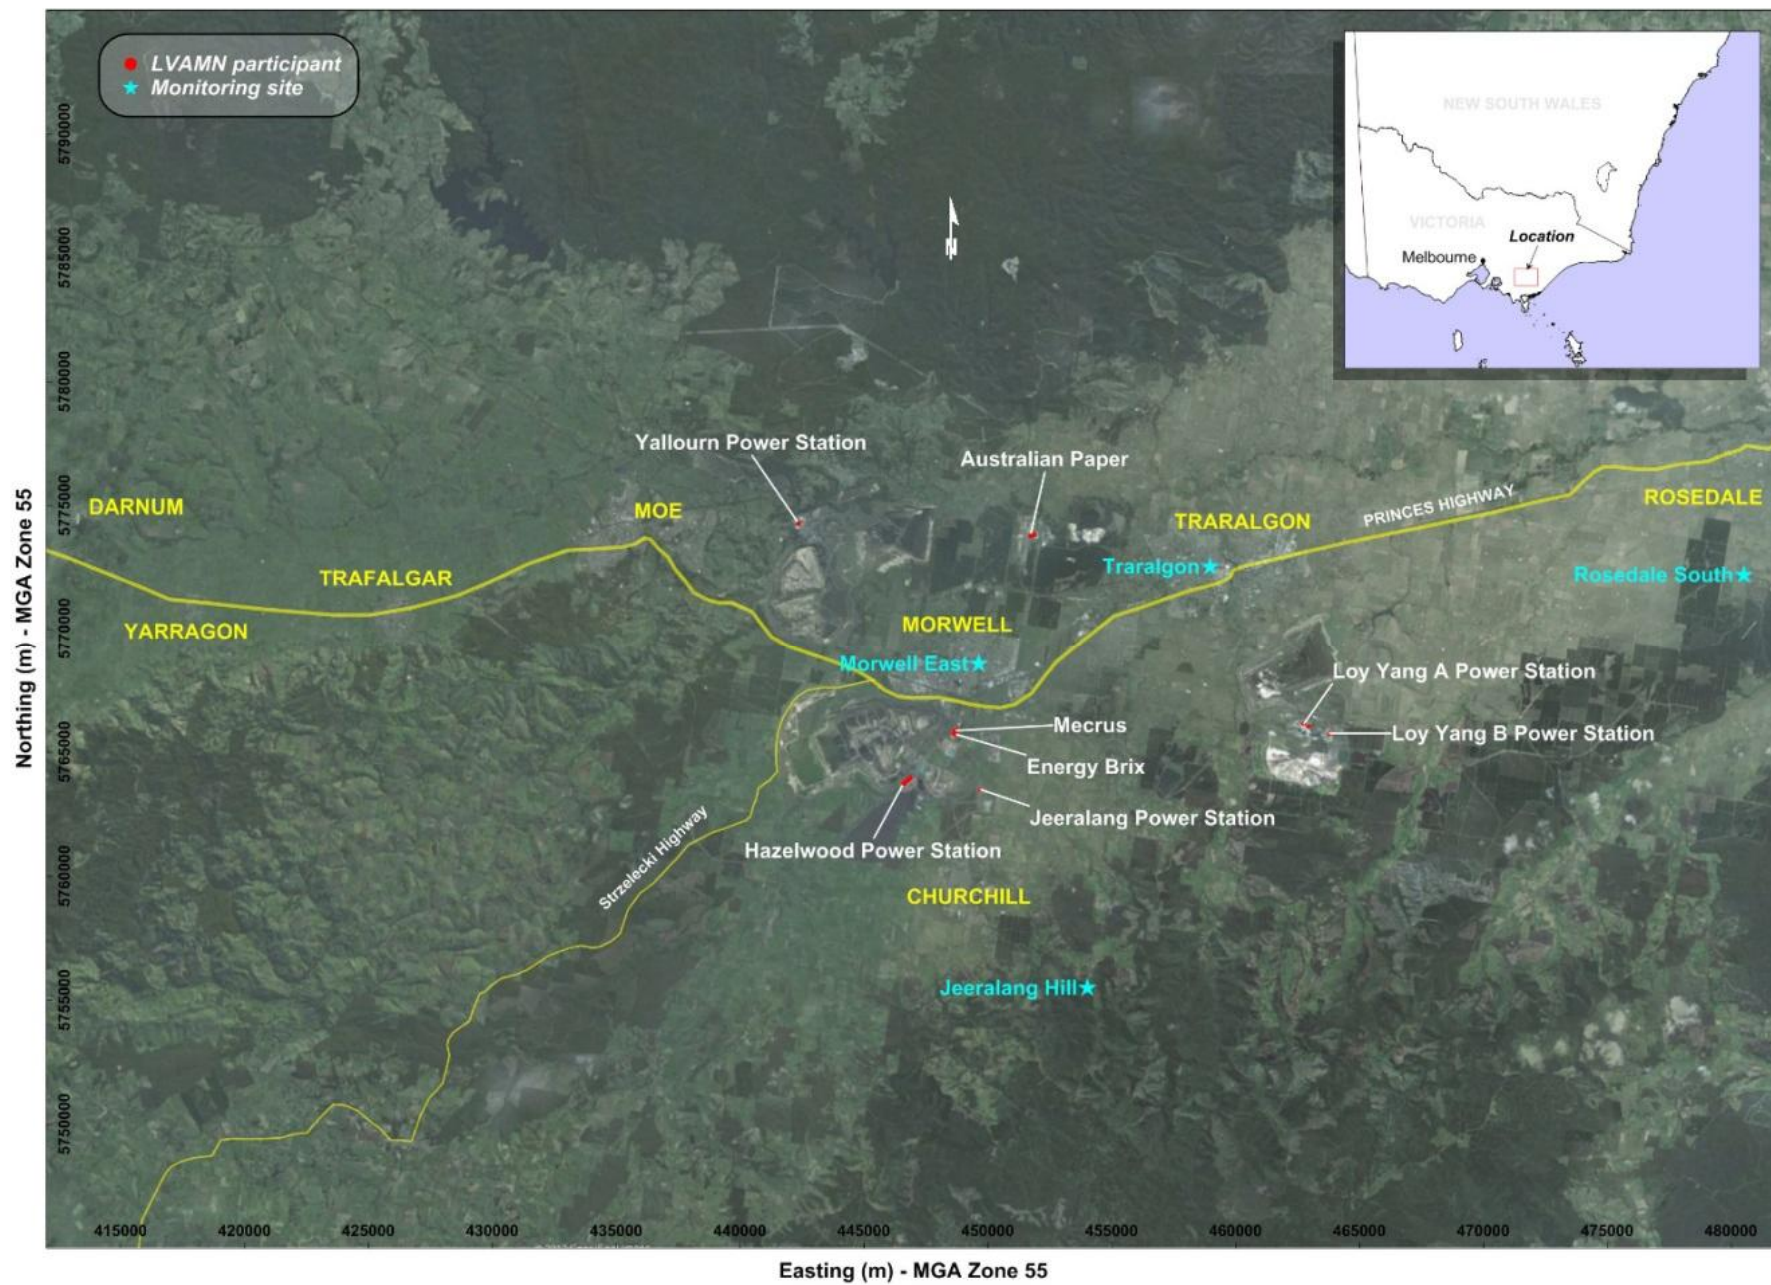 LVAMN participant
Monitoring site
NEW SOUTH WALES
VICTORIA
Location
Melbourne
N
Yallourn Power Station
Australian Paper
DARNUM
MOE
TRARALGON
PRINCES HIGHWAY
ROSEDALE
TRAFALGAR
Traralgon
Rosedale South
YARRAGON
MORWELL
Morwell East
Loy Yang A Power Station
Mecrus
Loy Yang B Power Station
Energy Brix
Jeeralang Power Station
Hazelwood Power Station
Strzelecki Highway
CHURCHILL
Jeeralang Hill
5790000
5785000
5780000
5775000
5770000
5765000
5760000
5755000
5750000
Northing (m) - MGA Zone 55
415000 420000 425000 430000 435000 440000 445000 450000 455000 460000 465000 470000 475000 480000
Easting (m) - MGA Zone 55